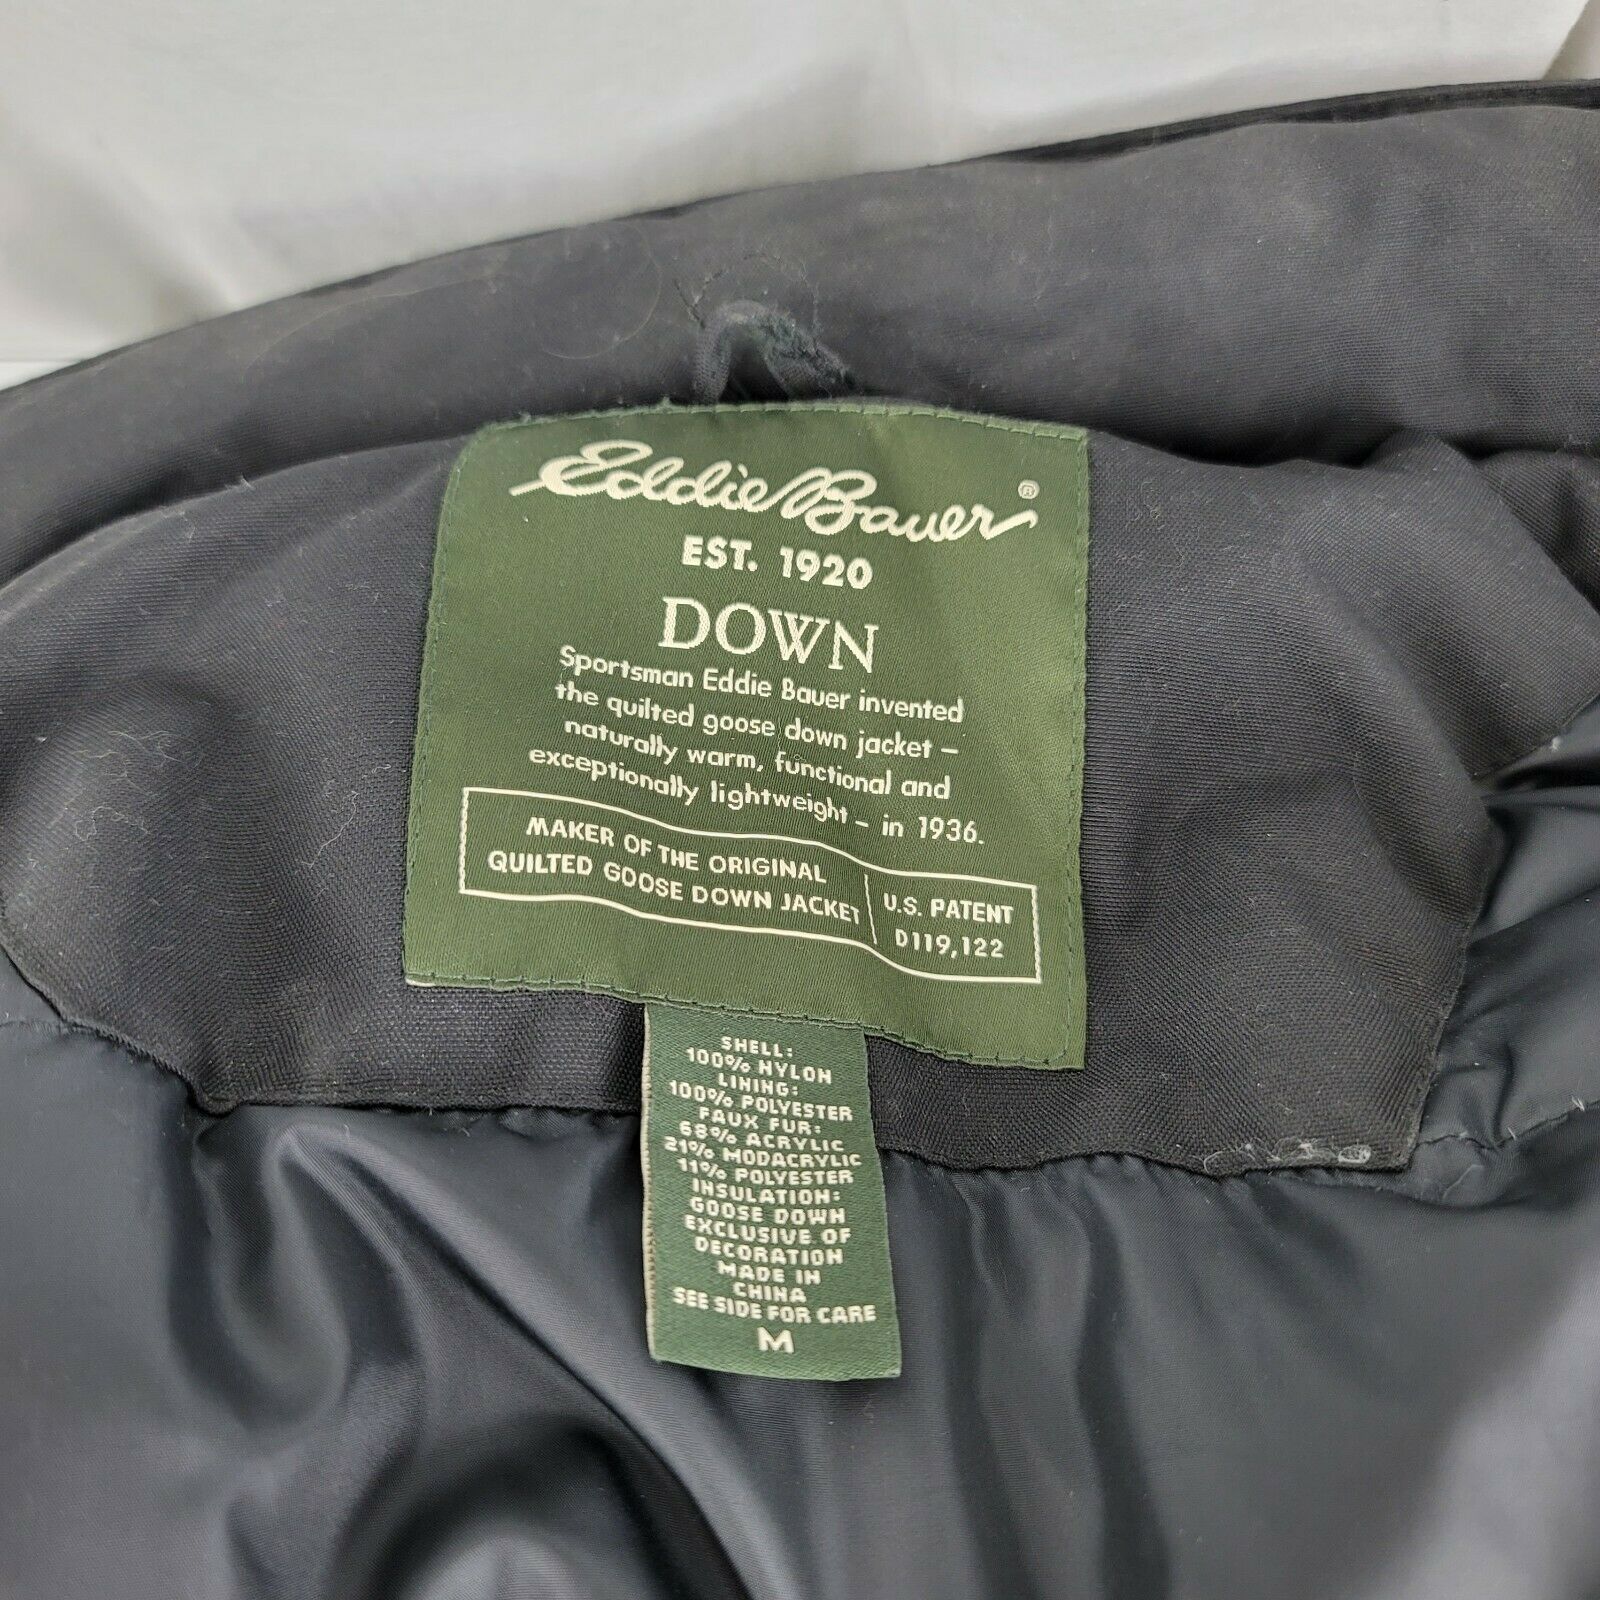 Eddie Bauer ®
EST. 1920
DOWN
Sportsman Eddie Bauer invented
the quilted goose down jacket –
naturally warm, functional and
exceptionally lightweight – in 1936.
MAKER OF THE ORIGINAL
QUILTED GOOSE DOWN JACKET
U.S. PATENT
D119,122
SHELL:
100% NYLON
LINING:
100% POLYESTER
FAUX FUR:
68% ACRYLIC
21% MODACRYLIC
11% POLYESTER
INSULATION:
GOOSE DOWN
EXCLUSIVE OF
DECORATION
MADE IN
CHINA
SEE SIDE FOR CARE
M